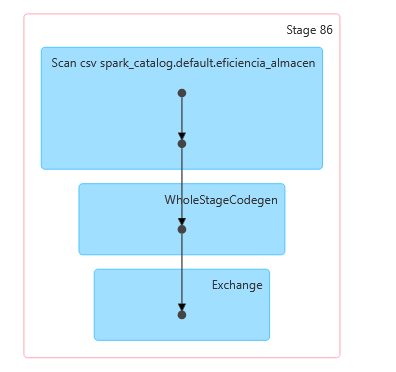 Stage 86
Scan csv spark_catalog.default.eficiencia_almacen
WholeStageCodegen
Exchange